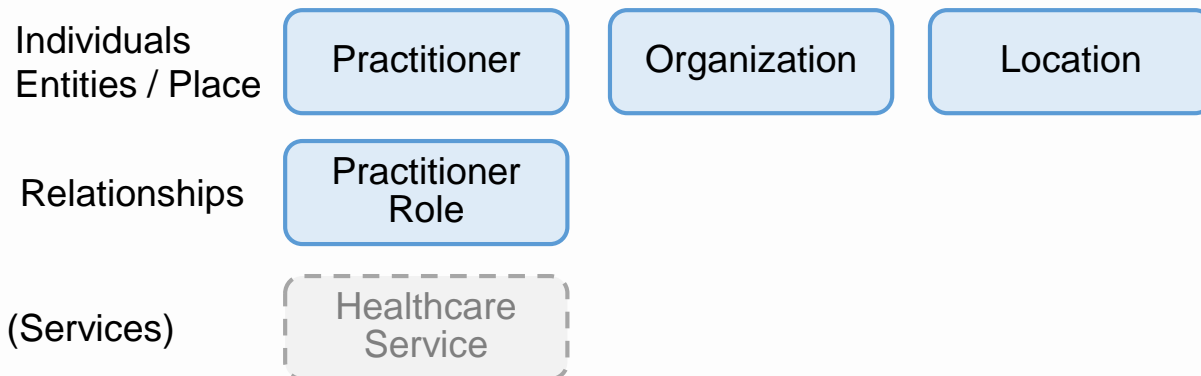 Individuals
Entities / Place
Practitioner
Organization
Location
Relationships
Practitioner
Role
(Services)
Healthcare
Service